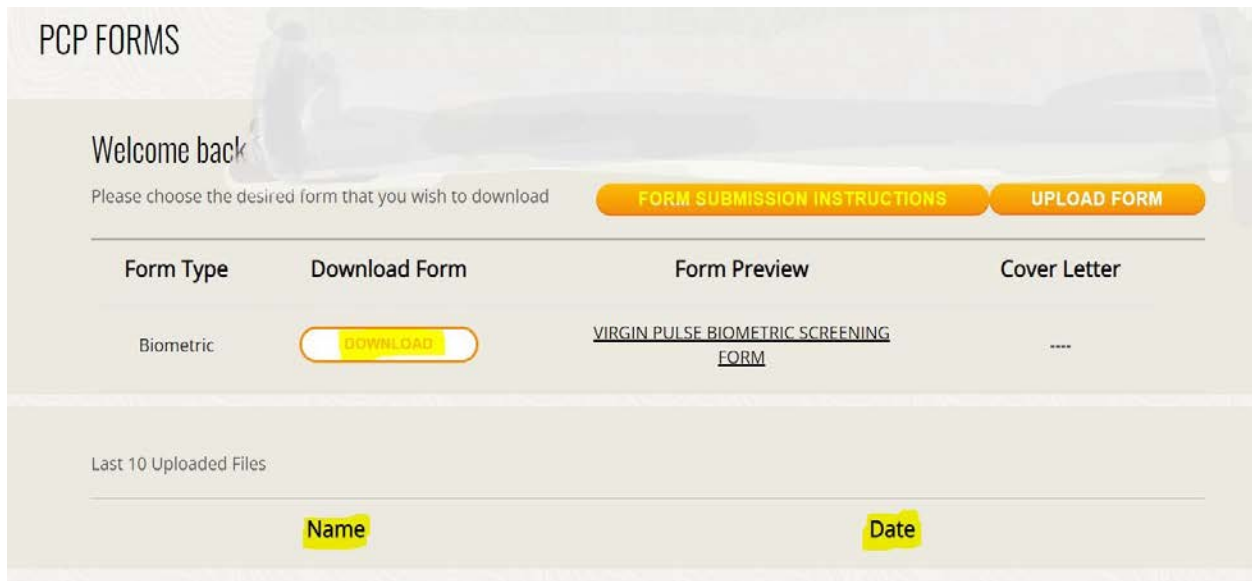 PCP FORMS
Welcome back
Please choose the desired form that you wish to download
FORM SUBMISSION INSTRUCTIONS
UPLOAD FORM
Form Type
Download Form
Form Preview
Cover Letter
Biometric
DOWNLOAD
VIRGIN PULSE BIOMETRIC SCREENING
FORM
----
Last 10 Uploaded Files
Name
Date